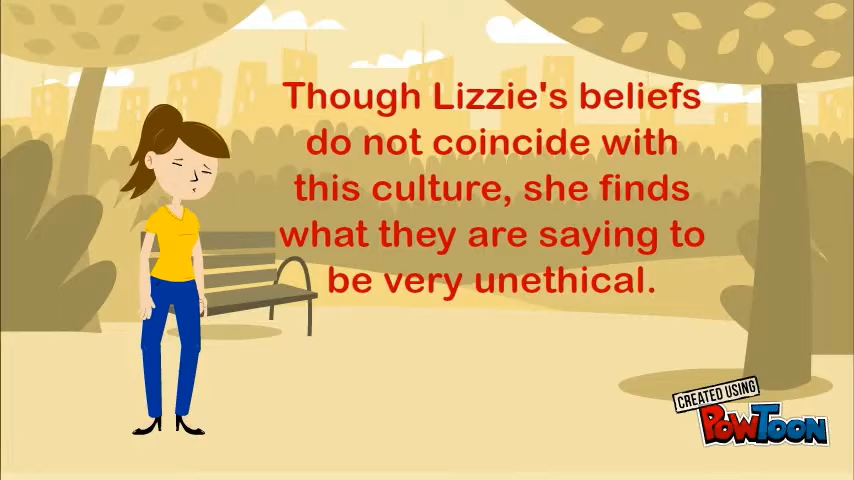 Though Lizzie's beliefs
do not coincide with
this culture, she finds
what they are saying to
be very unethical.
CREATED USING
POWTOON